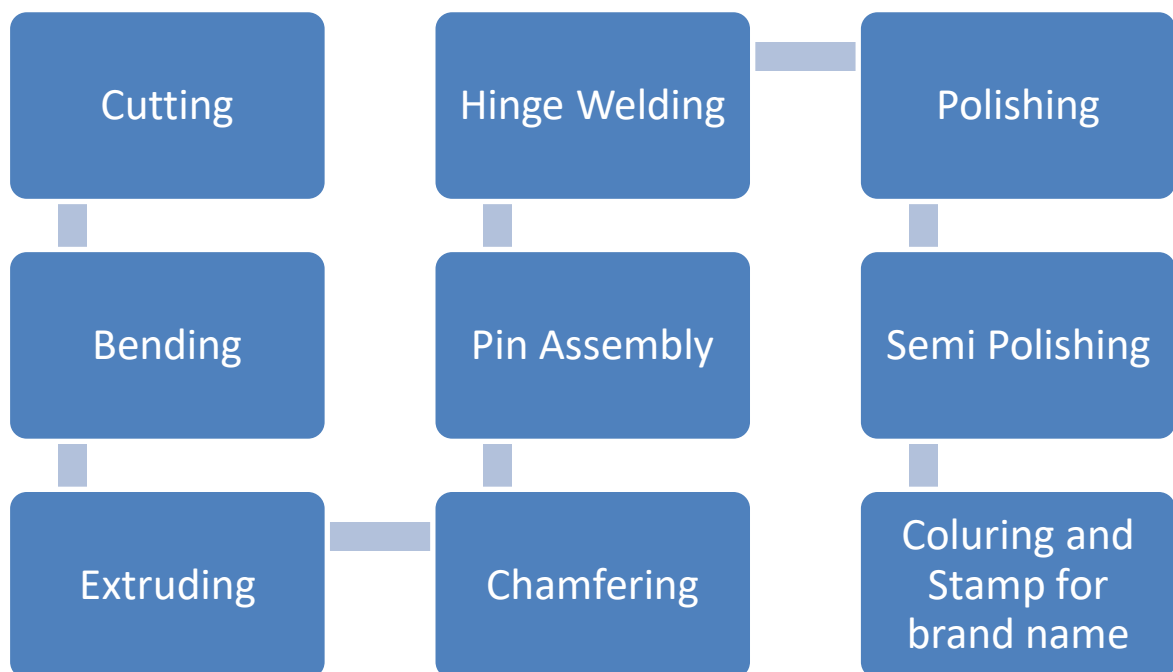 Cutting
Bending
Extruding
Chamfering
Pin Assembly
Hinge Welding
Polishing
Semi Polishing
Coluring and
Stamp for
brand name